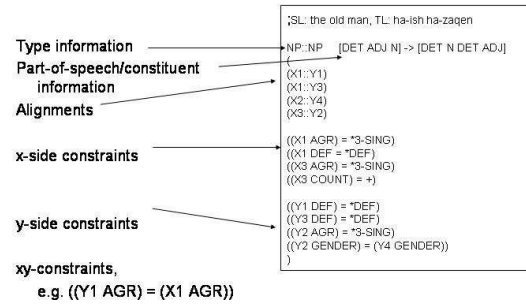 Type information
Part-of-speech/constituent
information
Alignments
x-side constraints
y-side constraints
xy-constraints,
e.g. ((Y1 AGR) = (X1 AGR))
;SL: the old man, TL: ha-ish ha-zaqen
NP::NP [DET ADJ N] -> [DET N DET ADJ]
(
(X1::Y1)
(X1::Y3)
(X2::Y4)
(X3::Y2)
((X1 AGR) = *3-SING)
((X1 DEF = *DEF)
((X3 AGR) = *3-SING)
((X3 COUNT) = +)
((Y1 DEF) = *DEF)
((Y3 DEF) = *DEF)
((Y2 AGR) = *3-SING)
((Y2 GENDER) = (Y4 GENDER))
)